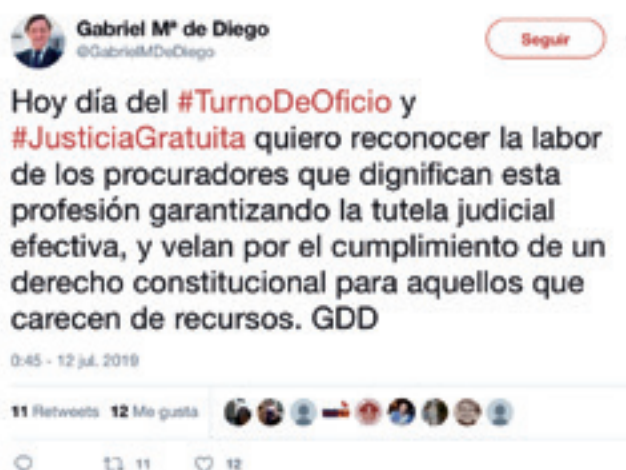 Gabriel Mª de Diego
@GabrielMDeDiego
Seguir
Hoy día del #TurnoDeOficio y
#JusticiaGratuita quiero reconocer la labor
de los procuradores que dignifican esta
profesión garantizando la tutela judicial
efectiva, y velan por el cumplimiento de un
derecho constitucional para aquellos que
carecen de recursos. GDD
0:45 - 12 jul. 2019
11 Retweets 12 Me gusta
11 12